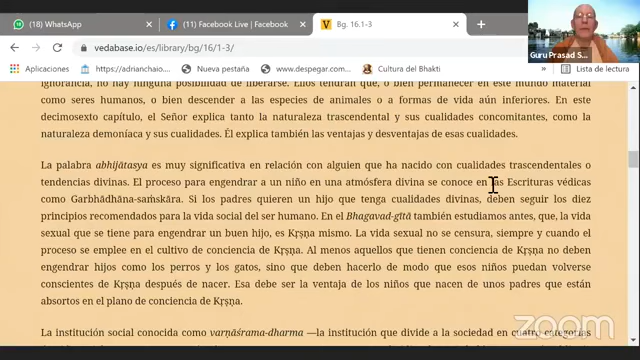 (18) WhatsApp
(11) Facebook Live | Facebook
Bg. 16.1-3
vedabase.io/es/library/bg/16/1-3/
Guru Prasad S...
Aplicaciones
https://adrianchaio...
Nueva pestaña
www.despegar.com...
Cultura del Bhakti
»
Lista de lectura
ignorancia, no hay ninguna posibilidad de liberarse. Ellos tendrán que, o bien permanecer en este mundo material
como seres humanos, o bien descender a las especies de animales o a formas de vida aún inferiores. En este
decimosexto capítulo, el Señor explica tanto la naturaleza trascendental y sus cualidades concomitantes, como la
naturaleza demoníaca y sus cualidades. Él explica también las ventajas y desventajas de esas cualidades.
La palabra abhijātasya es muy significativa en relación con alguien que ha nacido con cualidades trascendentales o
tendencias divinas. El proceso para engendrar a un niño en una atmósfera divina se conoce en las Escrituras védicas
como Garbhādhāna-saṁskāra. Si los padres quieren un hijo que tenga cualidades divinas, deben seguir los diez
principios recomendados para la vida social del ser humano. En el Bhagavad-gītā también estudiamos antes, que, la vida
sexual que se tiene para engendrar un buen hijo, es Kṛṣṇa mismo. La vida sexual no se censura, siempre y cuando el
proceso se emplee en el cultivo de conciencia de Kṛṣṇa. Al menos aquellos que tienen conciencia de Kṛṣṇa no deben
engendrar hijos como los perros y los gatos, sino que deben hacerlo de modo que esos niños puedan volverse
conscientes de Kṛṣṇa después de nacer. Esa debe ser la ventaja de los niños que nacen de unos padres que están
absortos en el plano de conciencia de Kṛṣṇa.
La institución social conocida como varṇāśrama-dharma —la institución que divide a la sociedad en cuatro categorías
zoom